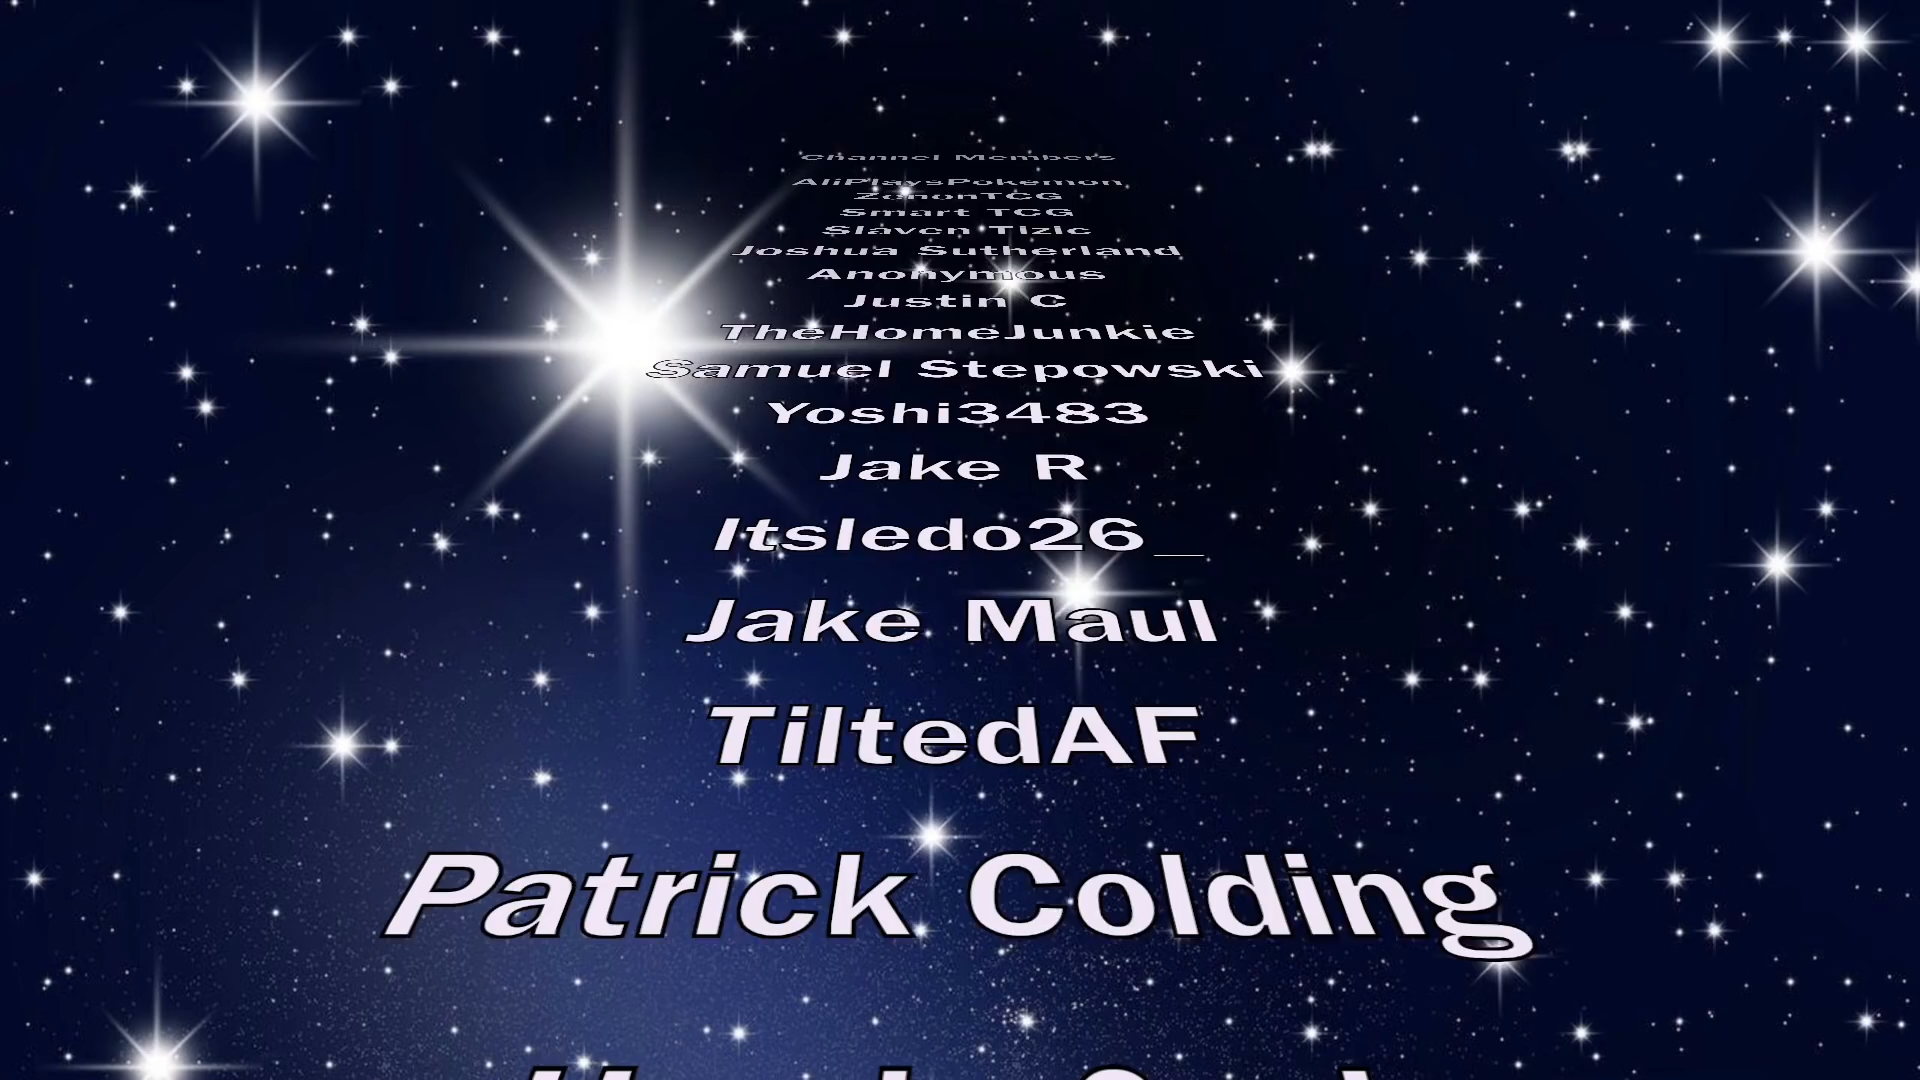 Channel Members
AliPlaysPokemon
ZononTCG
Smart TCG
Slaven Tizic
Joshua Sutherland
Anonymous
Justin C
TheHomeJunkie
Samuel Stepowski
Yoshi3483
Jake R
Itsledo26_
Jake Maul
TiltedAF
Patrick Colding